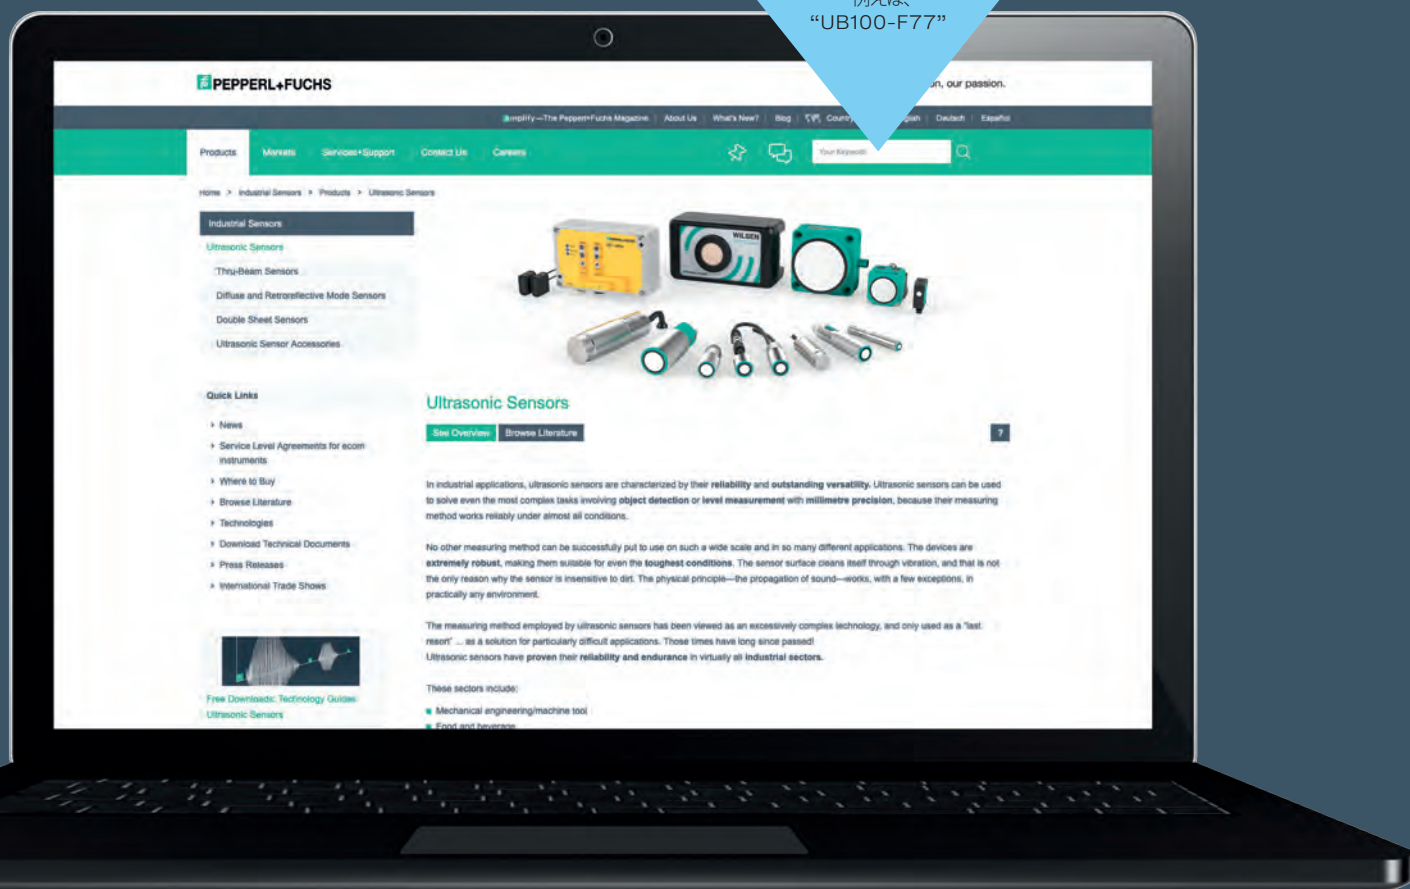 例えば、
“UB100-F77”
PEPPERL+FUCHS
on, our passion.
amplify—The Pepperl+Fuchs Magazine | About Us | What's New? | Blog | Country | English | Deutsch | Español
Products Markets Services+Support Contact Us Careers
Your Keyword
Home > Industrial Sensors > Products > Ultrasonic Sensors
Industrial Sensors
Ultrasonic Sensors
Thru-Beam Sensors
Diffuse and Retroreflective Mode Sensors
Double Sheet Sensors
Ultrasonic Sensor Accessories
WILSEN
Quick Links
News
Service Level Agreements for ecom
instruments
Where to Buy
Browse Literature
Technologies
Download Technical Documents
Press Releases
International Trade Shows
Free Downloads: Technology Guides
Ultrasonic Sensors
Ultrasonic Sensors
See Overview Browse Literature ?
In industrial applications, ultrasonic sensors are characterized by their reliability and outstanding versatility. Ultrasonic sensors can be used
to solve even the most complex tasks involving object detection or level measurement with millimetre precision, because their measuring
method works reliably under almost all conditions.
No other measuring method can be successfully put to use on such a wide scale and in so many different applications. The devices are
extremely robust, making them suitable for even the toughest conditions. The sensor surface cleans itself through vibration, and that is not
the only reason why the sensor is insensitive to dirt. The physical principle—the propagation of sound—works, with a few exceptions, in
practically any environment.
The measuring method employed by ultrasonic sensors has been viewed as an excessively complex technology, and only used as a "last
resort" ... as a solution for particularly difficult applications. Those times have long since passed!
Ultrasonic sensors have proven their reliability and endurance in virtually all industrial sectors.
These sectors include:
Mechanical engineering/machine tool
Food and beverage